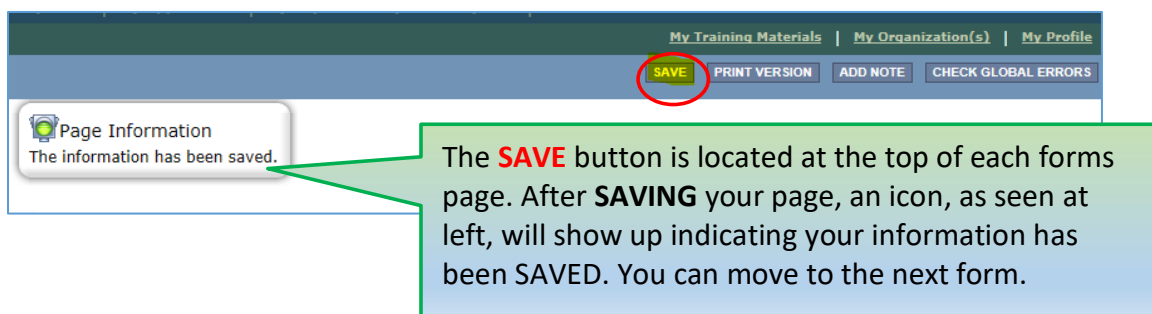 My Training Materials | My Organization(s) | My Profile
SAVE PRINT VERSION ADD NOTE CHECK GLOBAL ERRORS
Page Information
The information has been saved.
The SAVE button is located at the top of each forms
page. After SAVING your page, an icon, as seen at
left, will show up indicating your information has
been SAVED. You can move to the next form.